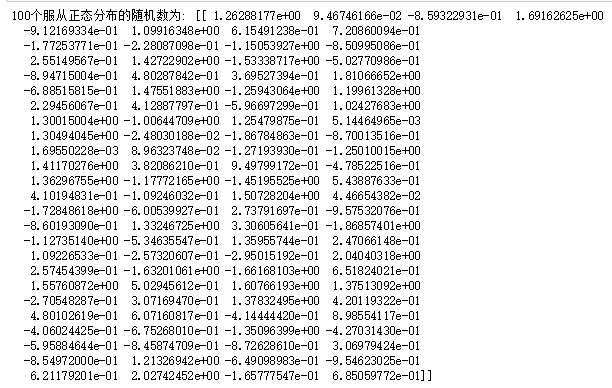 100个服从正态分布的随机数为: [[ 1.26288177e+00 9.46746166e-02 -8.59322931e-01 1.69162625e+00
-9.12169334e-01 1.09916348e+00 6.15491238e-01 7.20860094e-01
-1.77253771e-01 -2.28087098e-01 -1.15053927e+00 -8.50995086e-01
2.55149567e-01 1.42722902e+00 -1.53338717e+00 -5.02770986e-01
-8.94715004e-01 4.80287842e-01 3.69527394e-01 1.81066652e+00
-6.88515815e-01 1.47551883e+00 -1.25943064e+00 1.19961328e+00
2.29456067e-01 4.12887797e-01 -5.96697299e-01 1.02427683e+00
1.30015004e+00 -1.00644709e+00 1.25479875e-01 5.14464965e-03
1.30494045e+00 -2.48030188e-02 -1.86784863e-01 -8.70013516e-01
1.69550228e-03 8.96323748e-02 -1.27193930e-01 -1.25010015e+00
1.41170276e+00 3.82086210e-01 9.49799172e-01 -4.78522516e-01
1.36296755e+00 -1.17772165e+00 -1.45195525e+00 5.43887633e-01
4.10194831e-01 -1.09246032e-01 1.50728204e+00 4.46654382e-02
-1.72848618e+00 -6.00539927e-01 2.73791697e-01 -9.57532076e-01
-8.60193090e-01 1.33246725e+00 3.30605641e-01 -1.86857401e+00
-1.12735140e+00 -5.34635547e-01 1.35955744e+00 2.47066148e-01
1.09226533e-01 -2.57320607e-01 -2.95015192e-01 2.04040318e+00
2.57454399e-01 -1.63201061e+00 -1.66168103e+00 6.51824021e-01
1.55760872e+00 5.02945612e-01 1.60766193e+00 1.37513092e+00
-2.70548287e-01 3.07169470e-01 1.37832495e+00 4.20119322e-01
4.80102619e-01 6.07160817e-01 -4.14444420e-01 8.98554117e-01
-4.06024425e-01 -6.75268010e-01 -1.35096399e+00 -4.27031430e-01
-5.95884644e-01 -8.45874709e-01 -8.72628610e-01 3.06979424e-01
-8.54972000e-01 1.21326942e+00 -6.49098983e-01 -9.54623025e-01
6.21179201e-01 2.02742452e+00 -1.65777547e-01 6.85059772e-01]]